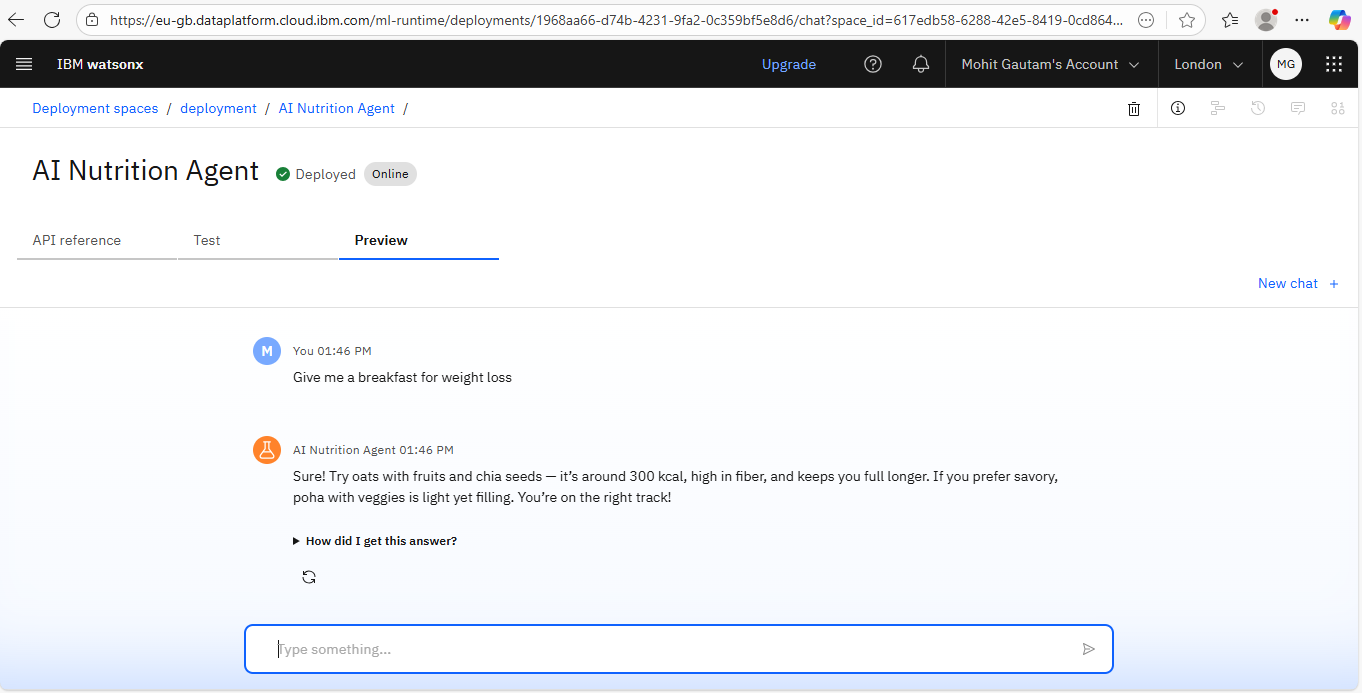 https://eu-gb.dataplatform.cloud.ibm.com/ml-runtime/deployments/1968aa66-d74b-4231-9fa2-0c359bf5e8d6/chat?space_id=617edb58-6288-42e5-8419-0cd864...
IBM watsonx
Upgrade
Mohit Gautam's Account
London
MG
Deployment spaces / deployment / AI Nutrition Agent /
AI Nutrition Agent
Deployed
Online
API reference
Test
Preview
New chat +
M
You 01:46 PM
Give me a breakfast for weight loss
AI Nutrition Agent 01:46 PM
Sure! Try oats with fruits and chia seeds — it’s around 300 kcal, high in fiber, and keeps you full longer. If you prefer savory,
poha with veggies is light yet filling. You’re on the right track!
How did I get this answer?
Type something...